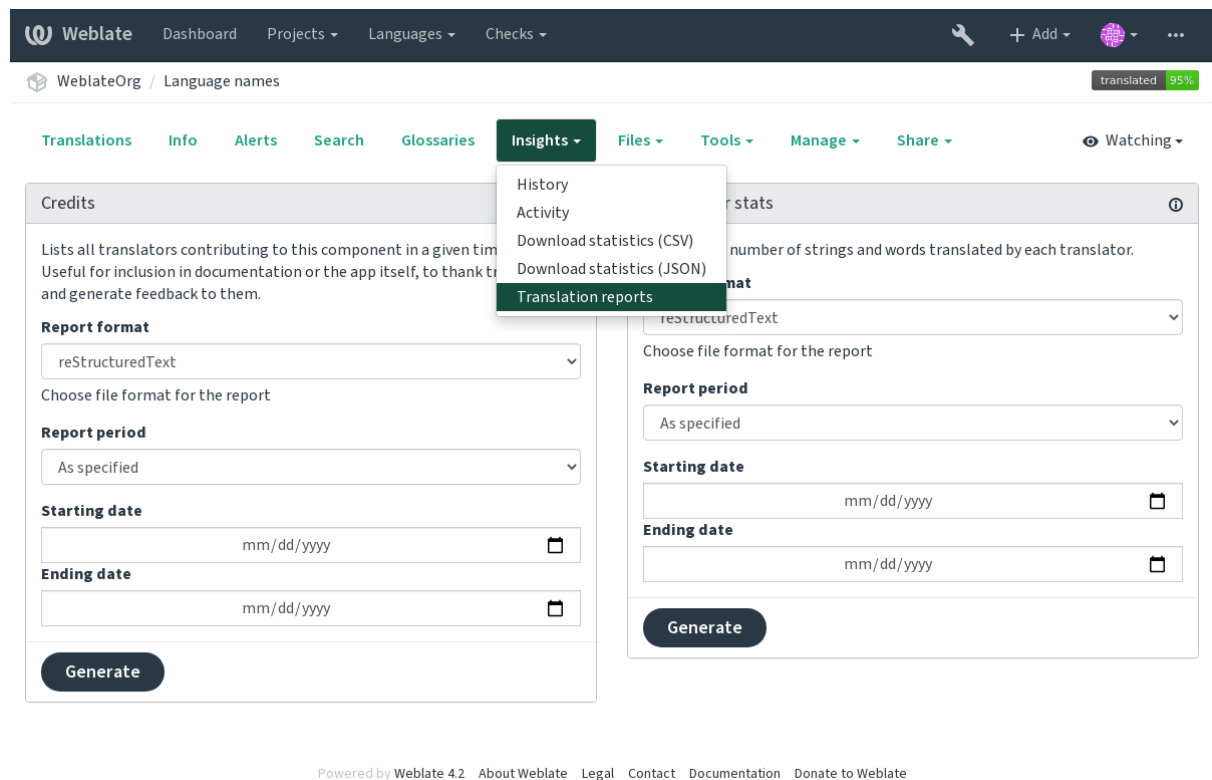 Weblate Dashboard Projects Languages Checks Add
WeblateOrg / Language names translated 95%
Translations Info Alerts Search Glossaries Insights Files Tools Manage Share Watching
History
Activity
Download statistics (CSV)
Download statistics (JSON)
Translation reports
Credits
Lists all translators contributing to this component in a given
Useful for inclusion in documentation or the app itself, to thank
and generate feedback to them.
Report format
reStructuredText
Choose file format for the report
Report period
As specified
Starting date
mm/dd/yyyy
Ending date
mm/dd/yyyy
Generate
stats
number of strings and words translated by each translator.
reStructuredText
Choose file format for the report
Report period
As specified
Starting date
mm/dd/yyyy
Ending date
mm/dd/yyyy
Generate
Powered by Weblate 4.2 About Weblate Legal Contact Documentation Donate to Weblate